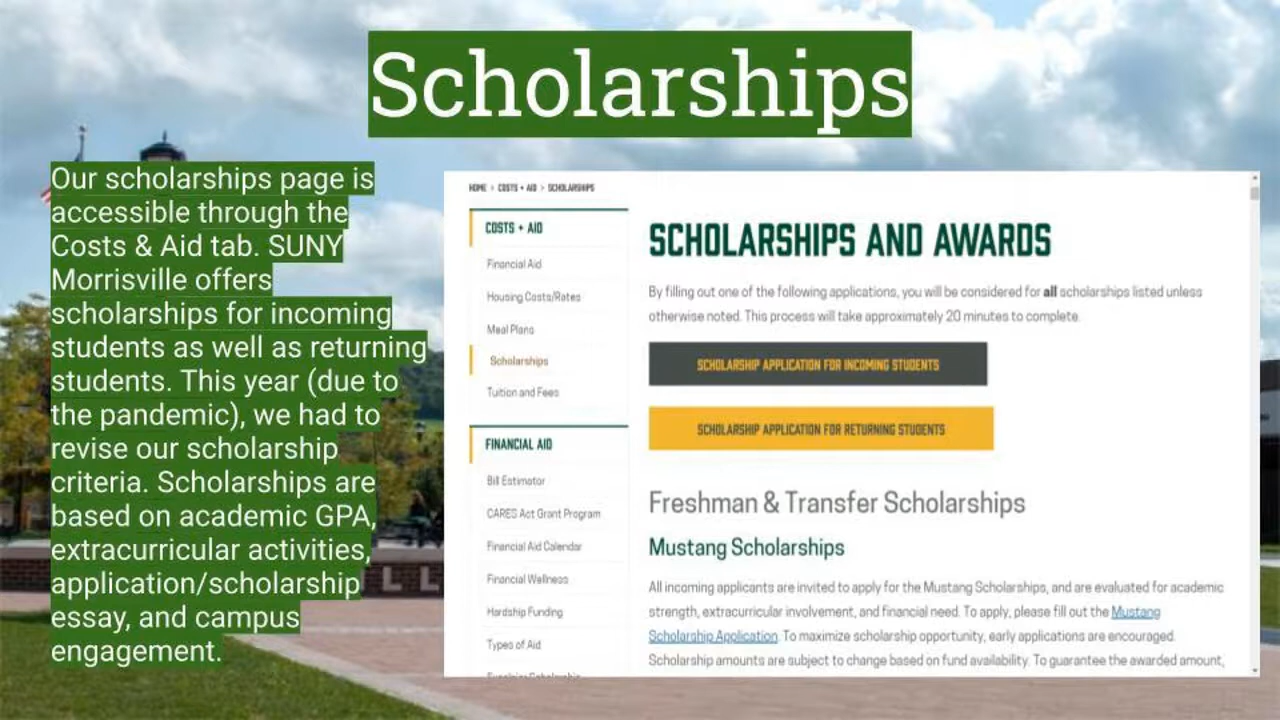 Scholarships
Our scholarships page is
accessible through the
Costs & Aid tab. SUNY
Morrisville offers
scholarships for incoming
students as well as returning
students. This year (due to
the pandemic), we had to
revise our scholarship
criteria. Scholarships are
based on academic GPA,
extracurricular activities,
application/scholarship
essay, and campus
engagement.
HOME > COSTS + AID > SCHOLARSHIPS
COSTS + AID
Financial Aid
Housing Costs/Rates
Meal Plans
Scholarships
Tuition and Fees
FINANCIAL AID
Bill Estimator
CARES Act Grant Program
Financial Aid Calendar
Financial Wellness
Hardship Funding
Types of Aid
Excelsior Scholarship
SCHOLARSHIPS AND AWARDS
By filling out one of the following applications, you will be considered for all scholarships listed unless
otherwise noted. This process will take approximately 20 minutes to complete.
SCHOLARSHIP APPLICATION FOR INCOMING STUDENTS
SCHOLARSHIP APPLICATION FOR RETURNING STUDENTS
Freshman & Transfer Scholarships
Mustang Scholarships
All incoming applicants are invited to apply for the Mustang Scholarships, and are evaluated for academic
strength, extracurricular involvement, and financial need. To apply, please fill out the Mustang
Scholarship Application. To maximize scholarship opportunity, early applications are encouraged.
Scholarship amounts are subject to change based on fund availability. To guarantee the awarded amount,